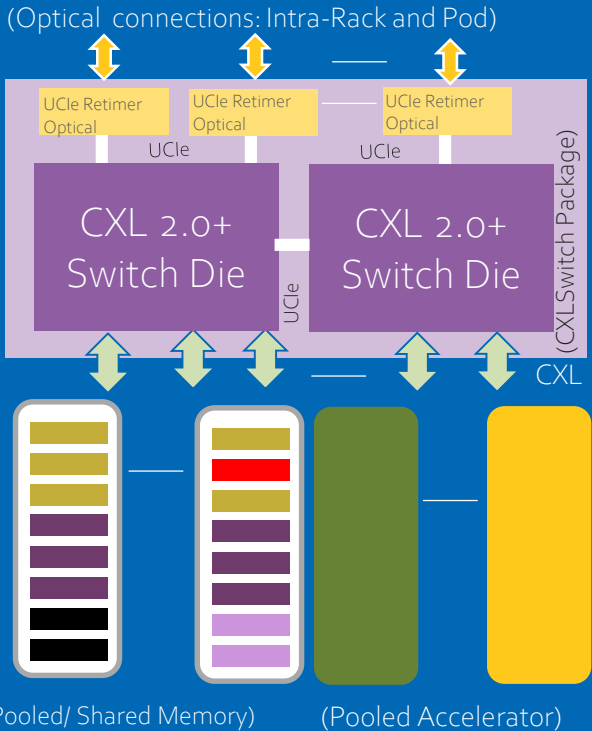 (Optical connections: Intra-Rack and Pod)
UCIe Retimer
Optical
UCIe Retimer
Optical
UCIe Retimer
Optical
UCIe
UCIe
CXL 2.0+
Switch Die
CXL 2.0+
Switch Die
UCIe
(CXLSwitch Package)
CXL
Pooled/ Shared Memory)
(Pooled Accelerator)